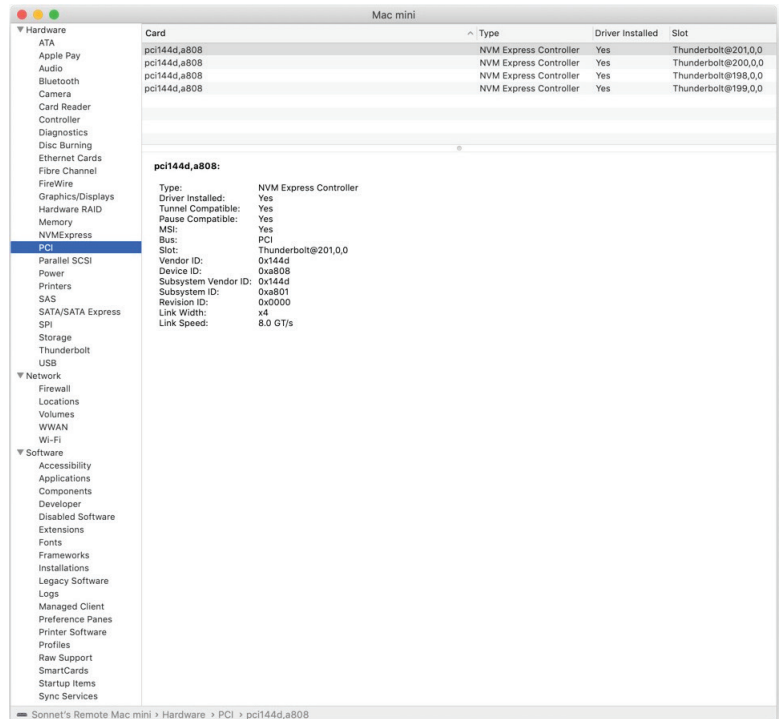 Mac mini
Hardware
ATA
Apple Pay
Audio
Bluetooth
Camera
Card Reader
Controller
Diagnostics
Disc Burning
Ethernet Cards
Fibre Channel
FireWire
Graphics/Displays
Hardware RAID
Memory
NVMExpress
PCI
Parallel SCSI
Power
Printers
SAS
SATA/SATA Express
SPI
Storage
Thunderbolt
USB
Network
Firewall
Locations
Volumes
WWAN
Wi-Fi
Software
Accessibility
Applications
Components
Developer
Disabled Software
Extensions
Fonts
Frameworks
Installations
Legacy Software
Logs
Managed Client
Preference Panes
Printer Software
Profiles
Raw Support
SmartCards
Startup Items
Sync Services
Card Type Driver Installed Slot
pci144d,a808 NVM Express Controller Yes Thunderbolt@201,0,0
pci144d,a808 NVM Express Controller Yes Thunderbolt@200,0,0
pci144d,a808 NVM Express Controller Yes Thunderbolt@198,0,0
pci144d,a808 NVM Express Controller Yes Thunderbolt@199,0,0
pci144d,a808:
Type: NVM Express Controller
Driver Installed: Yes
Tunnel Compatible: Yes
Pause Compatible: Yes
MSI: Yes
Bus: PCI
Slot: Thunderbolt@201,0,0
Vendor ID: 0x144d
Device ID: 0xa808
Subsystem Vendor ID: 0x144d
Subsystem ID: 0xa801
Revision ID: 0x0000
Link Width: x4
Link Speed: 8.0 GT/s
Sonnet's Remote Mac mini › Hardware › PCI › pci144d,a808